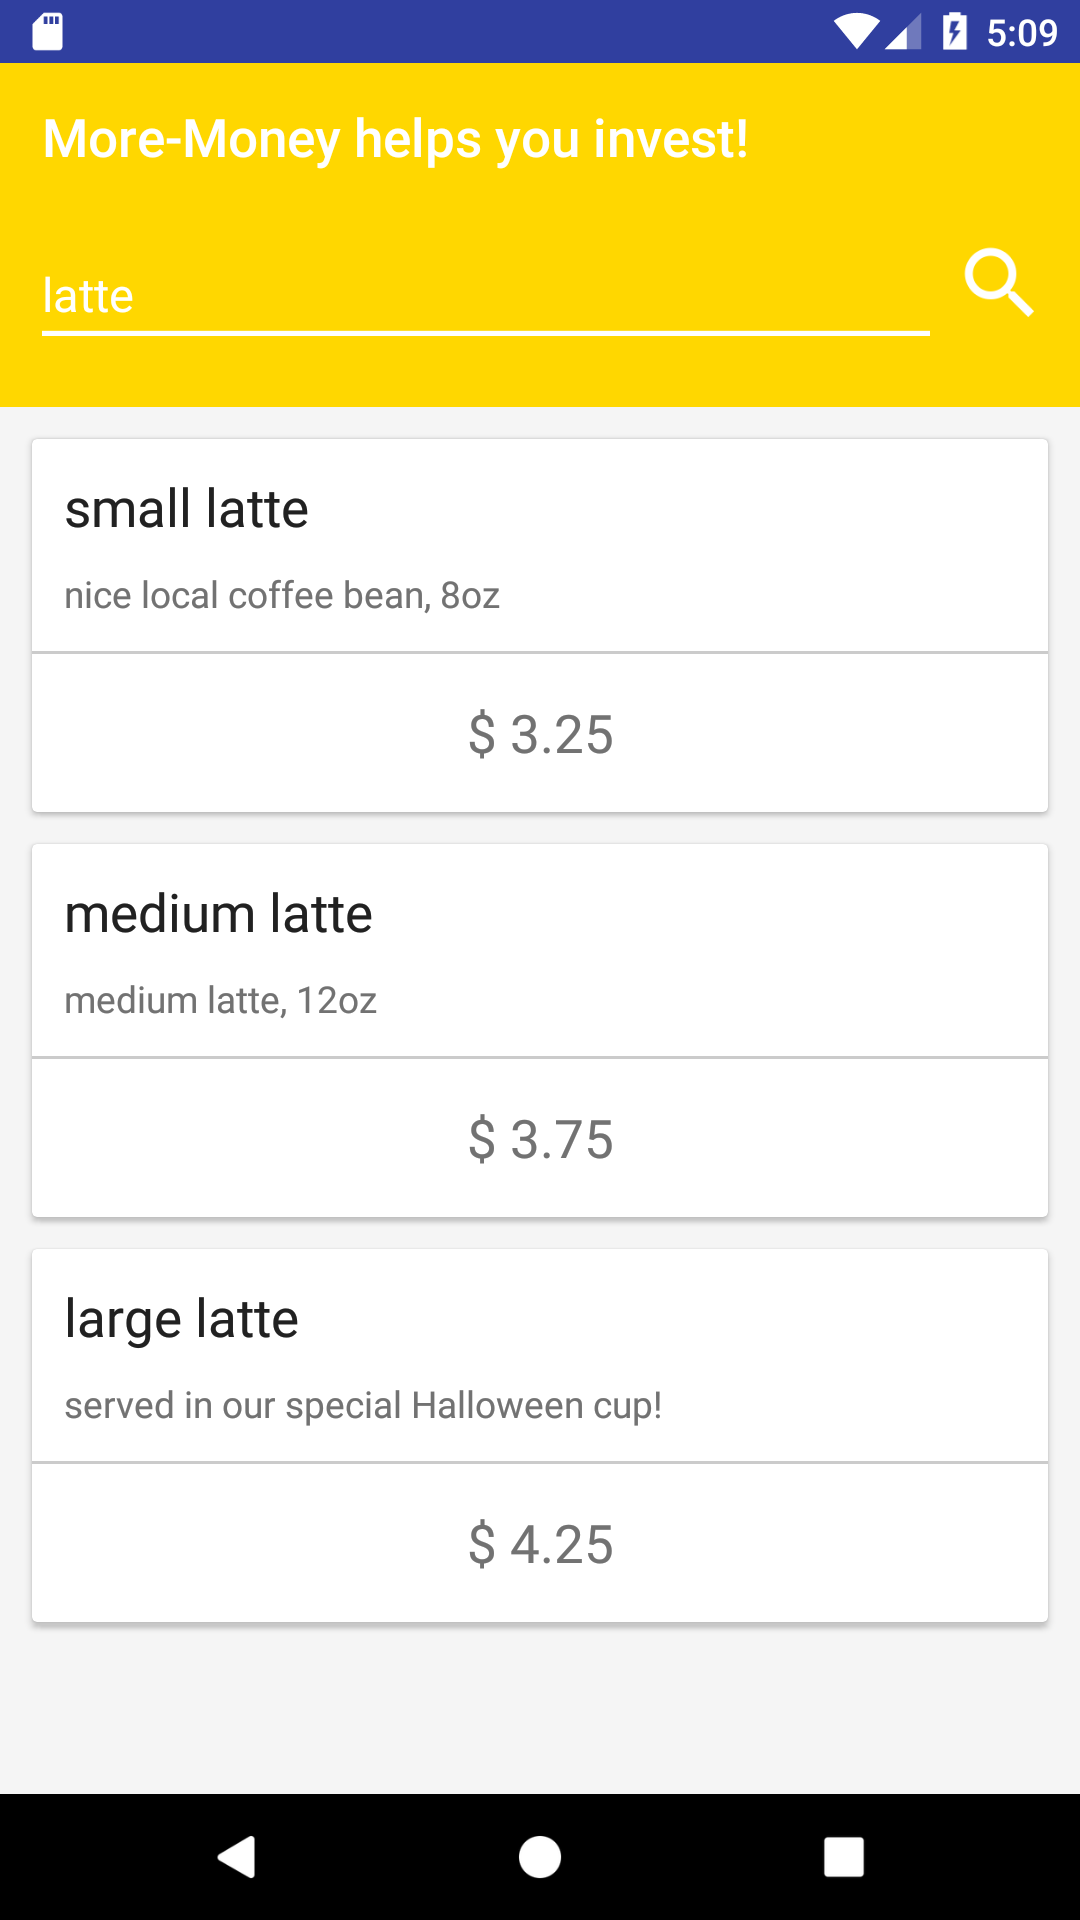 5:09
More-Money helps you invest!
latte
small latte
nice local coffee bean, 8oz
$ 3.25
medium latte
medium latte, 12oz
$ 3.75
large latte
served in our special Halloween cup!
$ 4.25